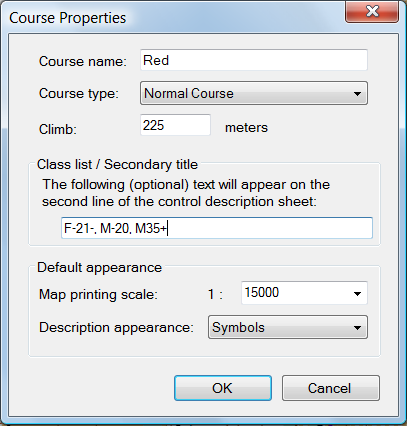 Course Properties
Course name: Red
Course type: Normal Course
Climb: 225 meters
Class list / Secondary title
The following (optional) text will appear on the
second line of the control description sheet:
F-21-, M-20, M35+
Default appearance
Map printing scale: 1 : 15000
Description appearance: Symbols
OK Cancel